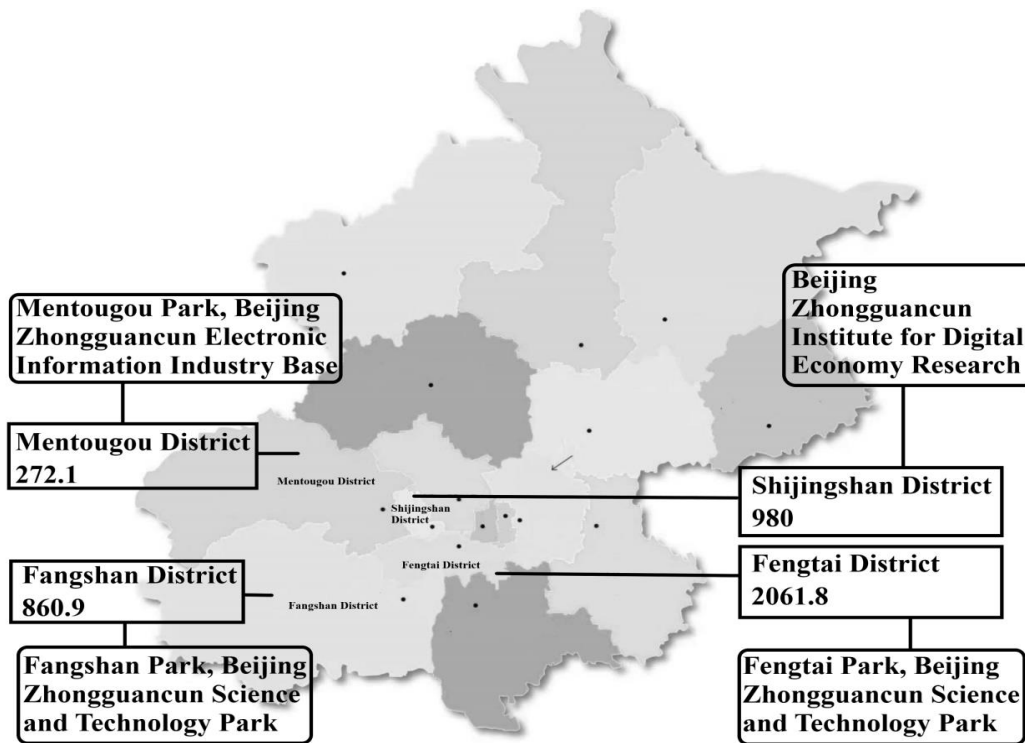 Mentougou Park, Beijing
Zhongguancun Electronic
Information Industry Base
Mentougou District
272.1
Beijing
Zhongguancun
Institute for Digital
Economy Research
Shijingshan District
980
Mentougou District
Shijingshan
District
Fengtai District
Fangshan District
Fangshan District
860.9
Fangshan Park, Beijing
Zhongguancun Science
and Technology Park
Fengtai District
2061.8
Fengtai Park, Beijing
Zhongguancun Science
and Technology Park